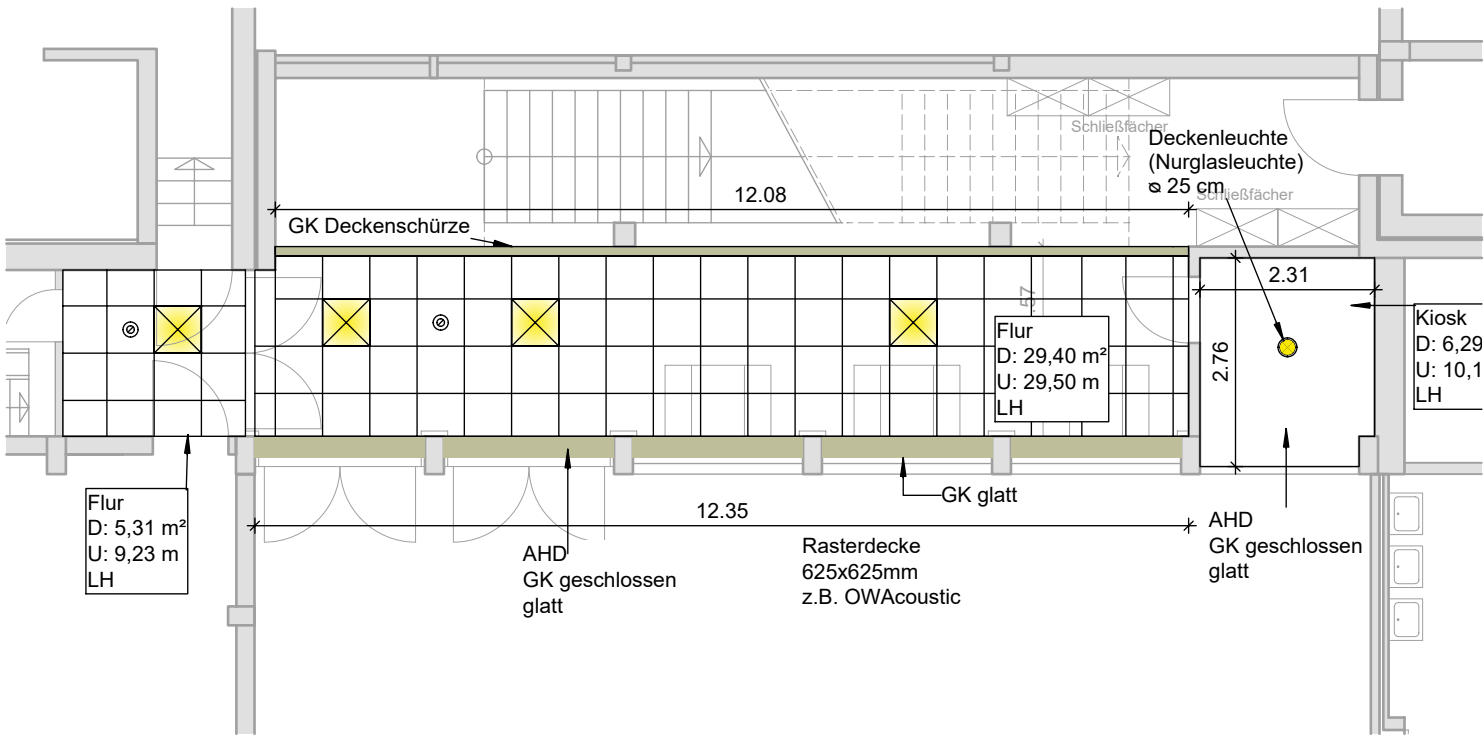 Schließfächer
Deckenleuchte
(Nurglasleuchte)
ø 25 cm
Schließfächer
12.08
GK Deckenschürze
2.31
57
Flur
D: 29,40 m²
U: 29,50 m
LH
2.76
Kiosk
D: 6,29
U: 10,1
LH
Flur
D: 5,31 m²
U: 9,23 m
LH
GK glatt
12.35
AHD
GK geschlossen
glatt
Rasterdecke
625x625mm
z.B. OWAcoustic
AHD
GK geschlossen
glatt